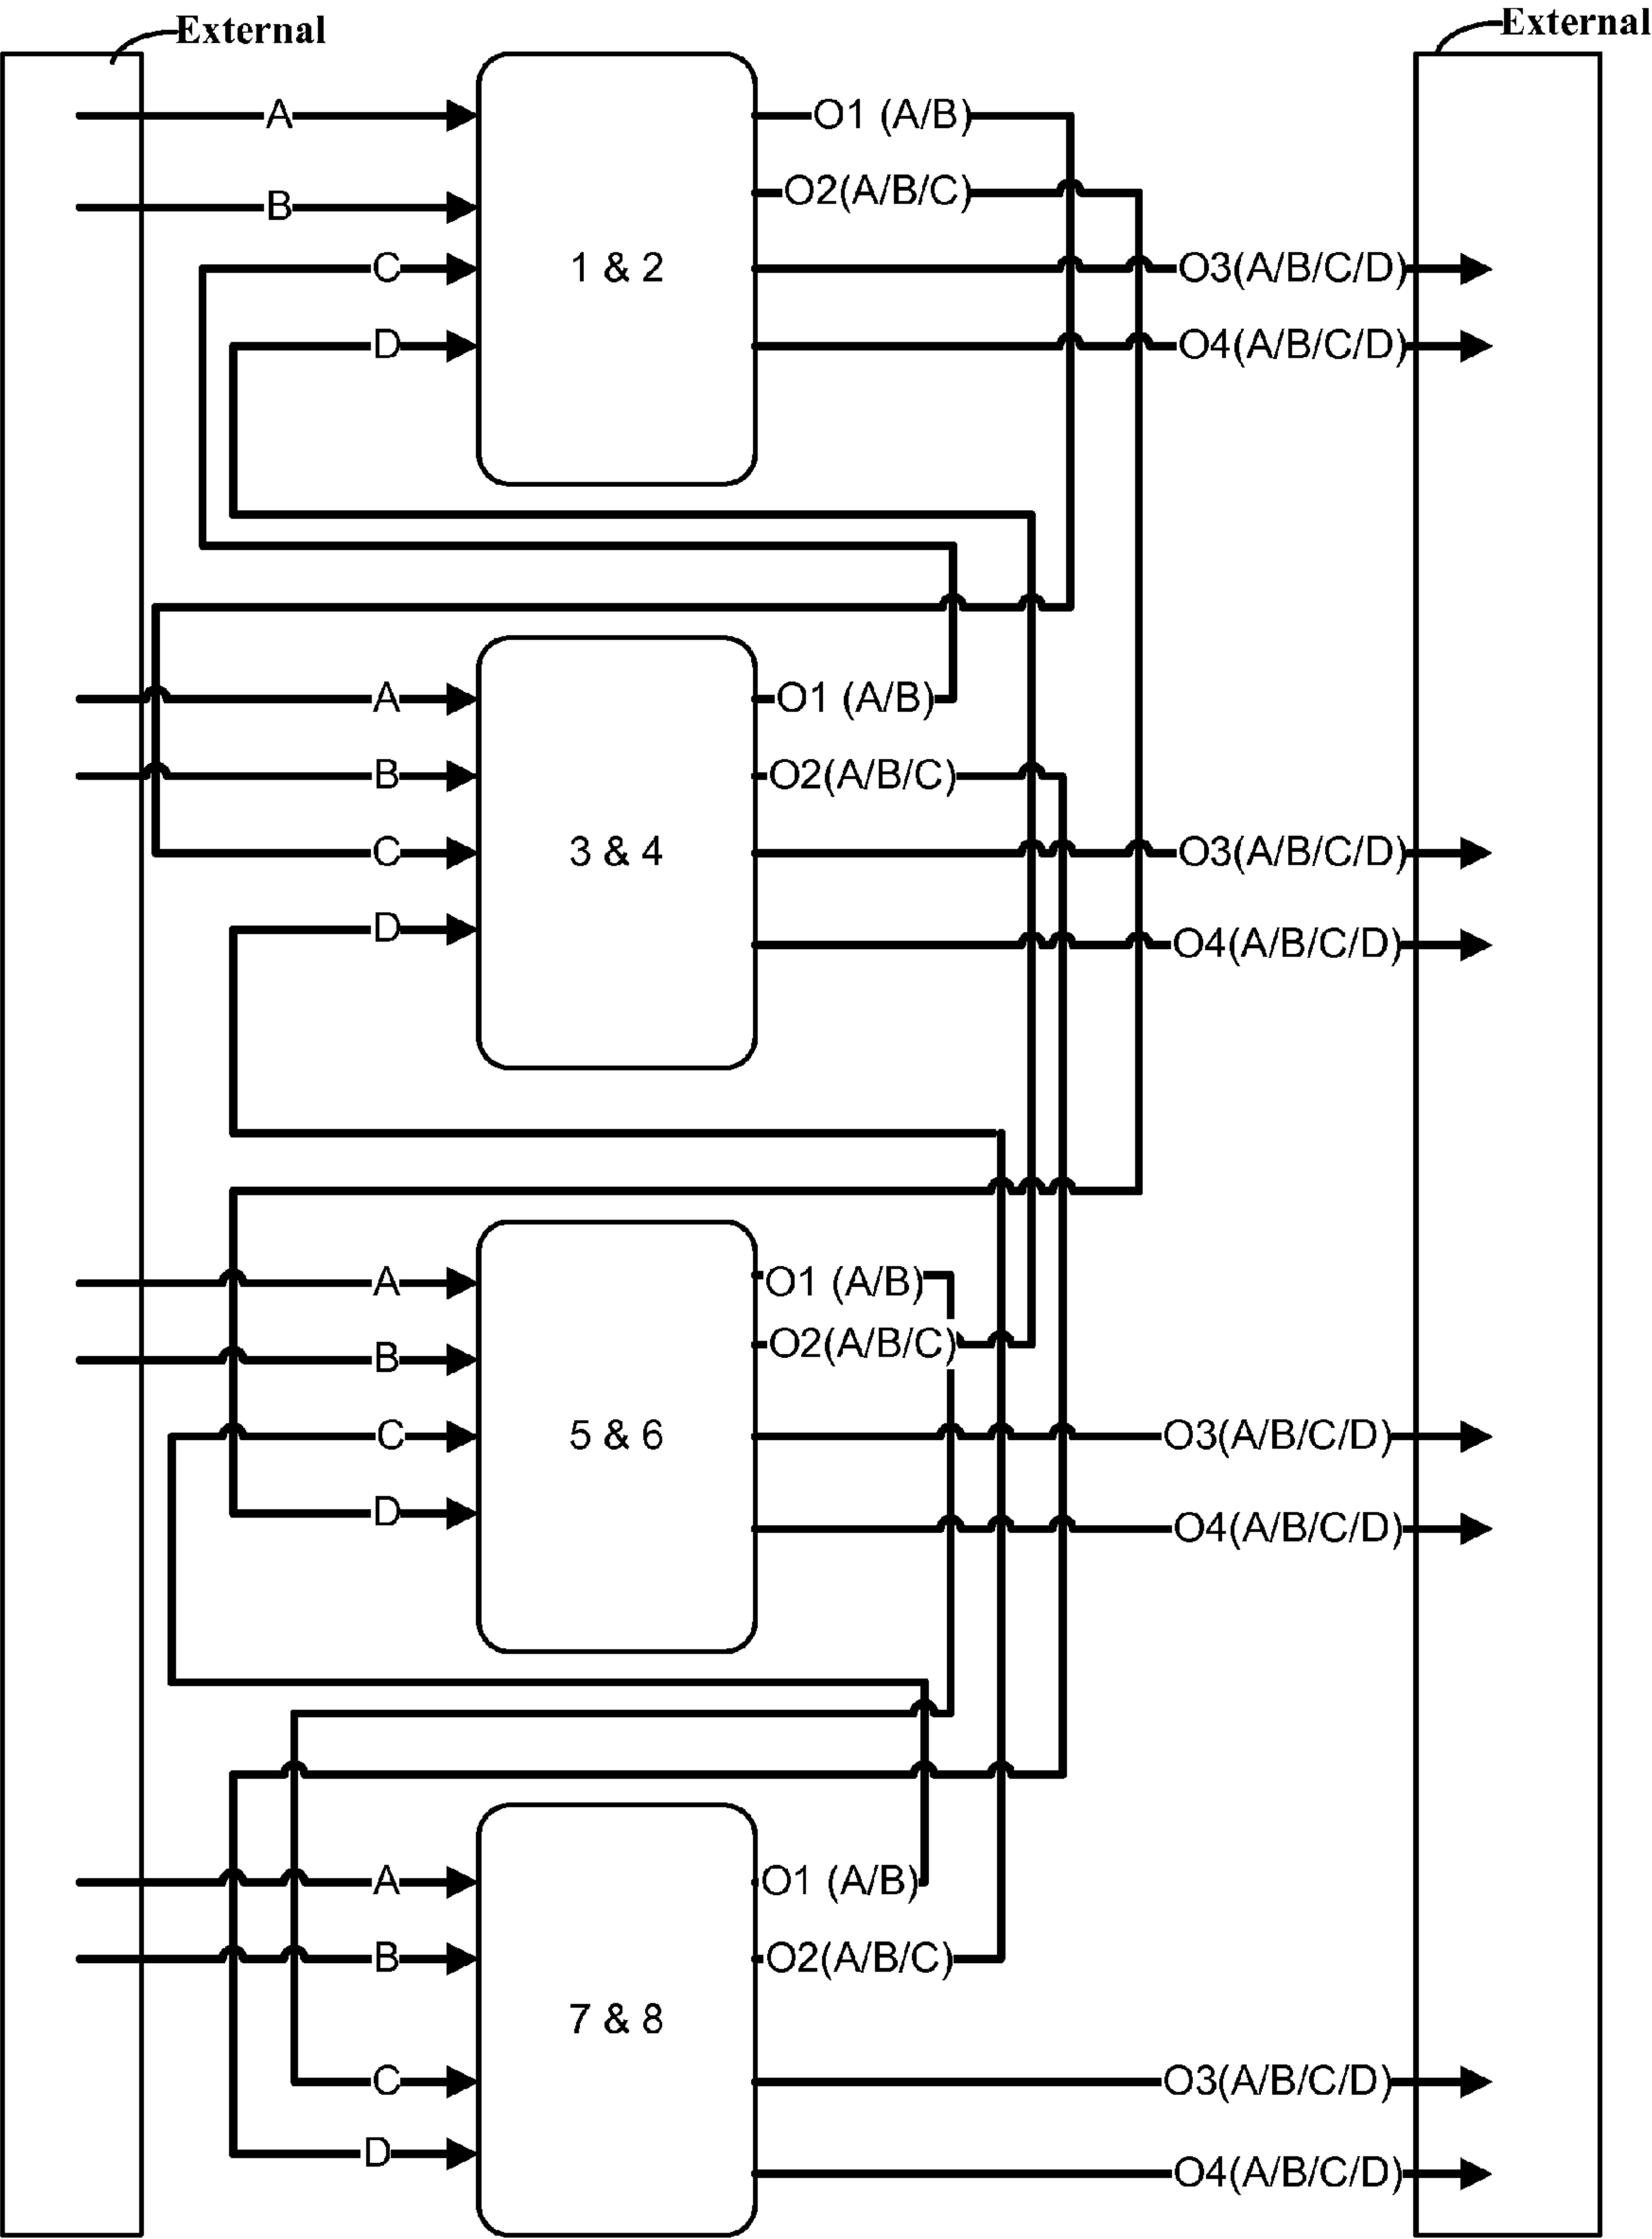 External
External
A
O1 (A/B)
B
O2(A/B/C)
C
1 & 2
O3(A/B/C/D)
D
O4(A/B/C/D)
A
O1 (A/B)
B
O2(A/B/C)
C
3 & 4
O3(A/B/C/D)
D
O4(A/B/C/D)
A
O1 (A/B)
B
O2(A/B/C)
C
5 & 6
O3(A/B/C/D)
D
O4(A/B/C/D)
A
O1 (A/B)
B
O2(A/B/C)
7 & 8
C
O3(A/B/C/D)
D
O4(A/B/C/D)